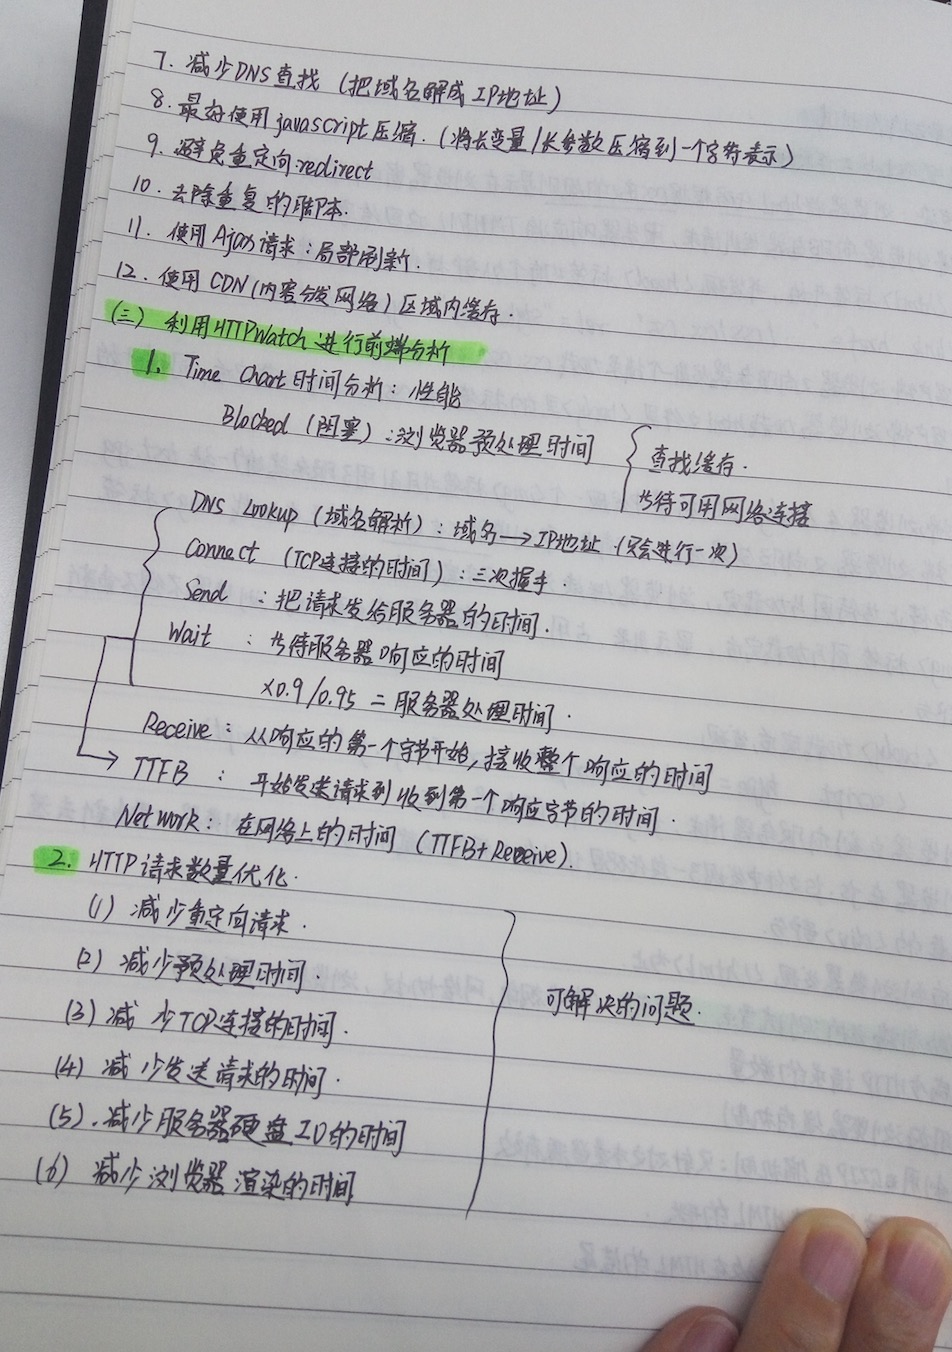 7. 减少DNS查找 (把域名解成IP地址)
8. 最好使用javascript压缩. (将长变量/长参数压缩到一个字符表示)
9. 避免重定向:redirect
10. 去除重复的脚本.
11. 使用Ajax请求:局部刷新.
12. 使用CDN(内容分发网络)区域内缓存.
(三) 利用HTTPWatch进行前端分析
1. Time Chart时间分析: 性能
Blocked (阻塞): 浏览器预处理时间
查找缓存.
等待可用网络连接
DNS Lookup (域名解析): 域名→IP地址 (只会进行一次)
Connect (TCP连接的时间): 三次握手.
Send : 把请求发给服务器的时间.
Wait : 等待服务器响应的时间
×0.9/0.95 = 服务器处理时间.
Receive: 从响应的第一个字节开始, 接收整个响应的时间
TTFB : 开始发送请求到收到第一个响应字节的时间.
Network: 在网络上的时间 (TTFB+Receive).
2. HTTP请求数量优化.
(1) 减少重定向请求.
(2) 减少预处理时间
(3) 减少TCP连接的时间.
(4) 减少发送请求的时间.
(5). 减少服务器硬盘IO的时间
(6) 减少浏览器渲染的时间
可解决的问题.